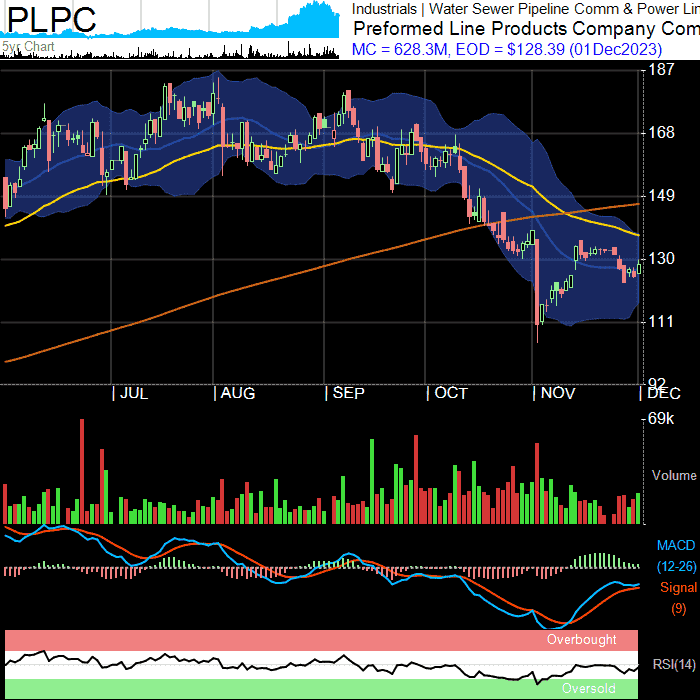 PLPC
5yr Chart
Industrials | Water Sewer Pipeline Comm & Power Lin
Preformed Line Products Company Com
MC = 628.3M, EOD = $128.39 (01Dec2023)
187
168
149
130
111
92
JUL AUG SEP OCT NOV DEC
69k
Volume
MACD
(12-26)
Signal
(9)
Overbought
RSI(14)
Oversold